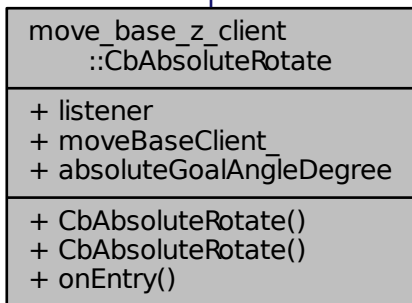 move_base_z_client
::CbAbsoluteRotate
+ listener
+ moveBaseClient_
+ absoluteGoalAngleDegree
+ CbAbsoluteRotate()
+ CbAbsoluteRotate()
+ onEntry()